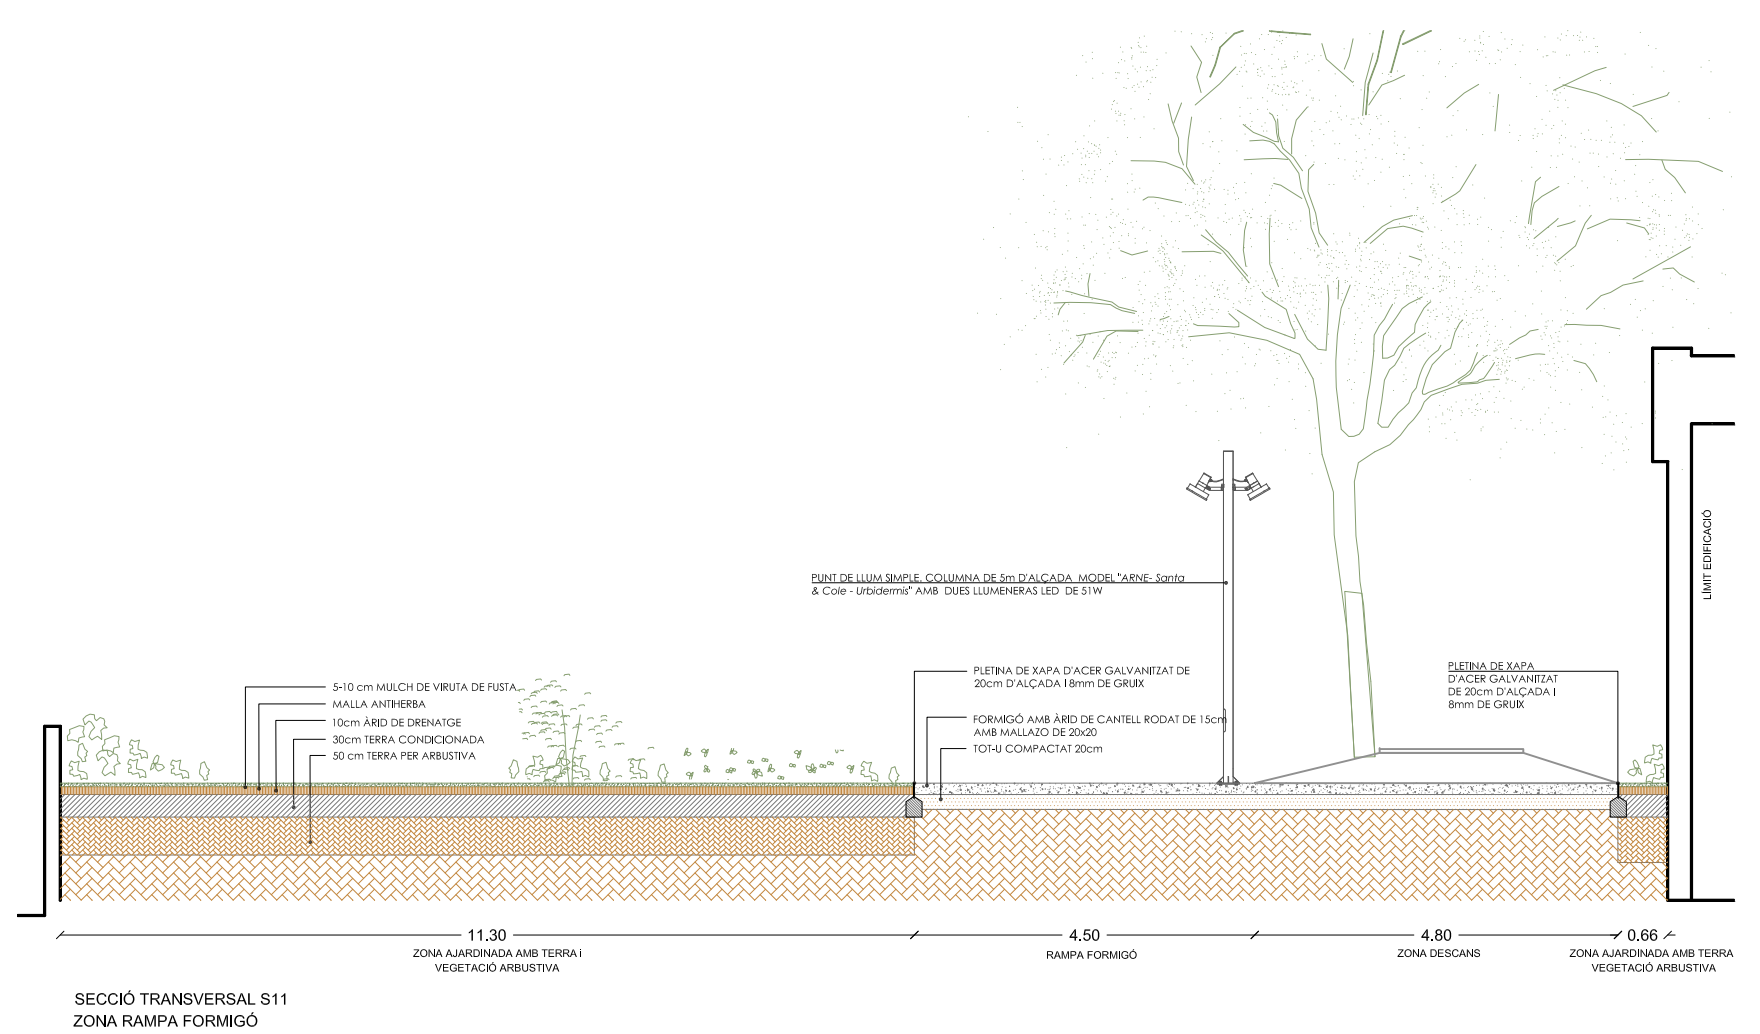 LÍMIT EDIFICACIÓ
PUNT DE LLUM SIMPLE. COLUMNA DE 5m D'ALÇADA MODEL "ARNE- Santa
& Cole - Urbidermis" AMB DUES LLUMENERAS LED DE 51W
PLETINA DE XAPA D'ACER GALVANITZAT DE
20cm D'ALÇADA I 8mm DE GRUIX
PLETINA DE XAPA
D'ACER GALVANITZAT
DE 20cm D'ALÇADA I
8mm DE GRUIX
5-10 cm MULCH DE VIRUTA DE FUSTA
MALLA ANTIHERBA
10cm ÀRID DE DRENATGE
30cm TERRA CONDICIONADA
50 cm TERRA PER ARBUSTIVA
FORMIGÓ AMB ÀRID DE CANTELL RODAT DE 15cm
AMB MALLAZO DE 20x20
TOT-U COMPACTAT 20cm
11.30
ZONA AJARDINADA AMB TERRA i
VEGETACIÓ ARBUSTIVA
4.50
RAMPA FORMIGÓ
4.80
ZONA DESCANS
0.66
ZONA AJARDINADA AMB TERRA
VEGETACIÓ ARBUSTIVA
SECCIÓ TRANSVERSAL S11
ZONA RAMPA FORMIGÓ